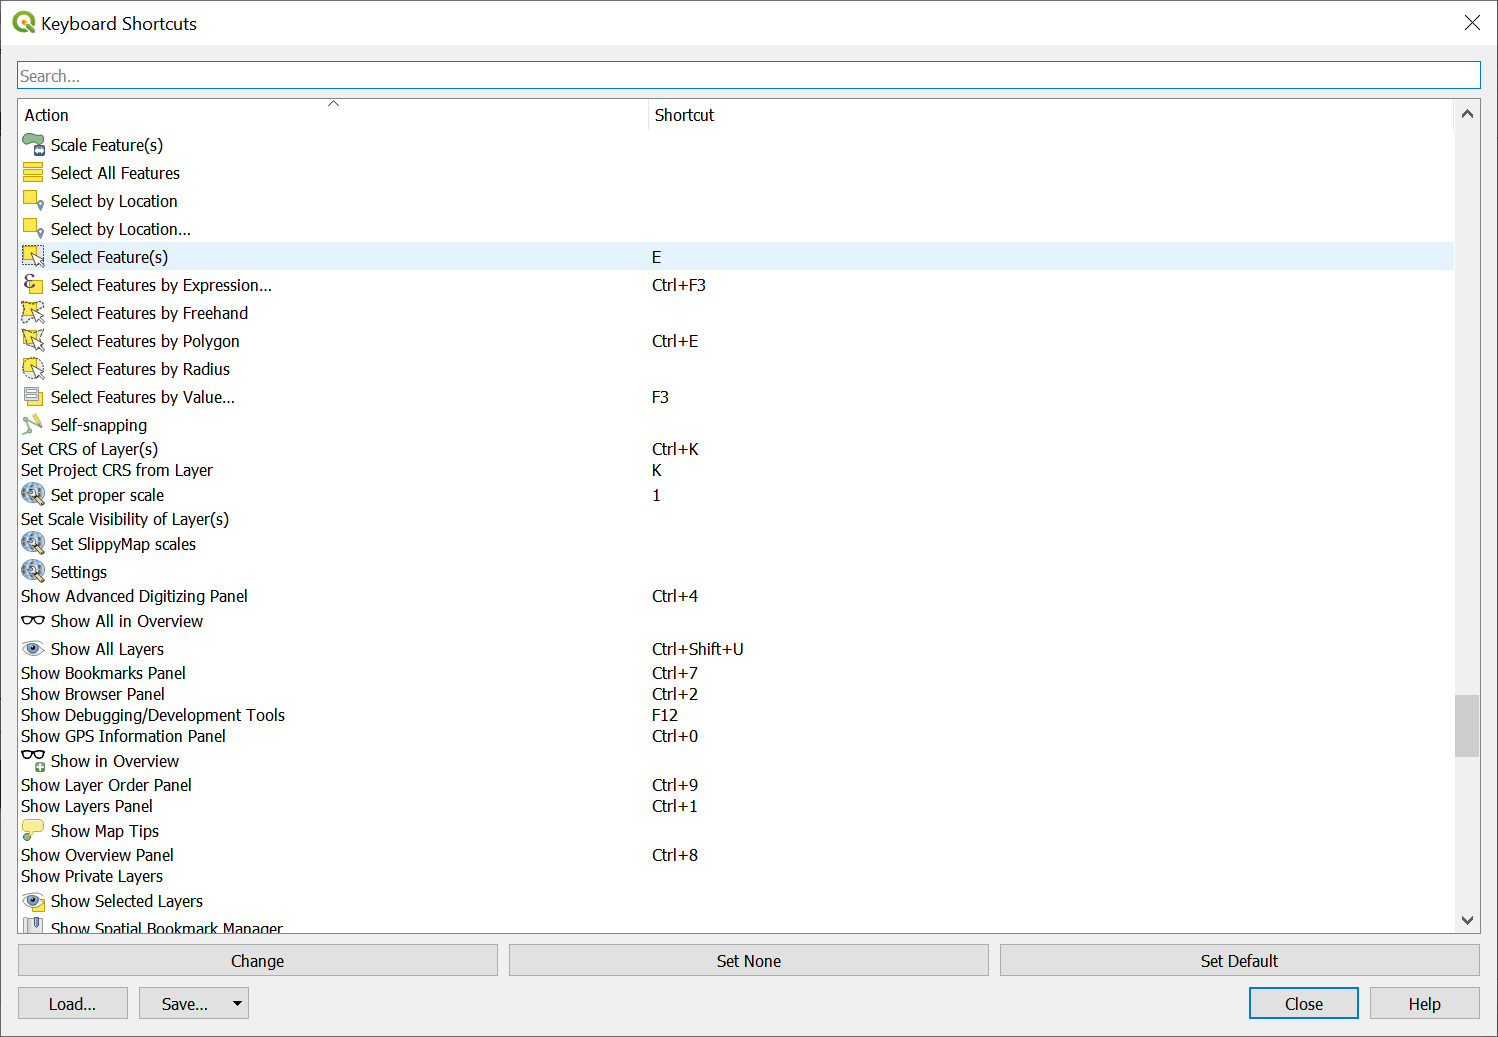 Keyboard Shortcuts
Search...
Action Shortcut
Scale Feature(s)
Select All Features
Select by Location
Select by Location...
Select Feature(s) E
Select Features by Expression... Ctrl+F3
Select Features by Freehand
Select Features by Polygon Ctrl+E
Select Features by Radius
Select Features by Value... F3
Self-snapping
Set CRS of Layer(s) Ctrl+K
Set Project CRS from Layer K
Set proper scale 1
Set Scale Visibility of Layer(s)
Set SlippyMap scales
Settings
Show Advanced Digitizing Panel Ctrl+4
Show All in Overview
Show All Layers Ctrl+Shift+U
Show Bookmarks Panel Ctrl+7
Show Browser Panel Ctrl+2
Show Debugging/Development Tools F12
Show GPS Information Panel Ctrl+0
Show in Overview
Show Layer Order Panel Ctrl+9
Show Layers Panel Ctrl+1
Show Map Tips
Show Overview Panel Ctrl+8
Show Private Layers
Show Selected Layers
Show Spatial Bookmark Manager
Change Set None Set Default
Load... Save... Close Help